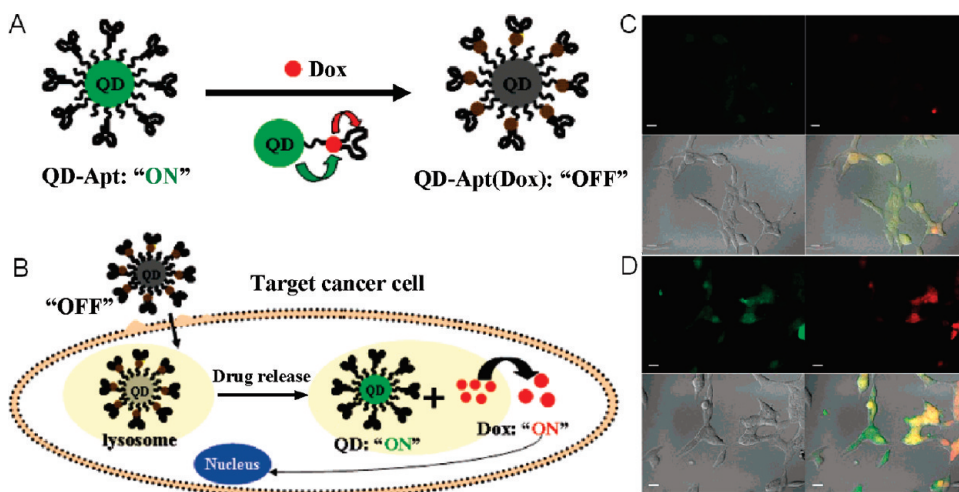 A
QD
Dox
QD
QD
QD-Apt: “ON”
QD-Apt(Dox): “OFF”
B
QD
“OFF”
Target cancer cell
QD
Drug release
QD
+
lysosome
QD: “ON”
Dox: “ON”
Nucleus
C
D